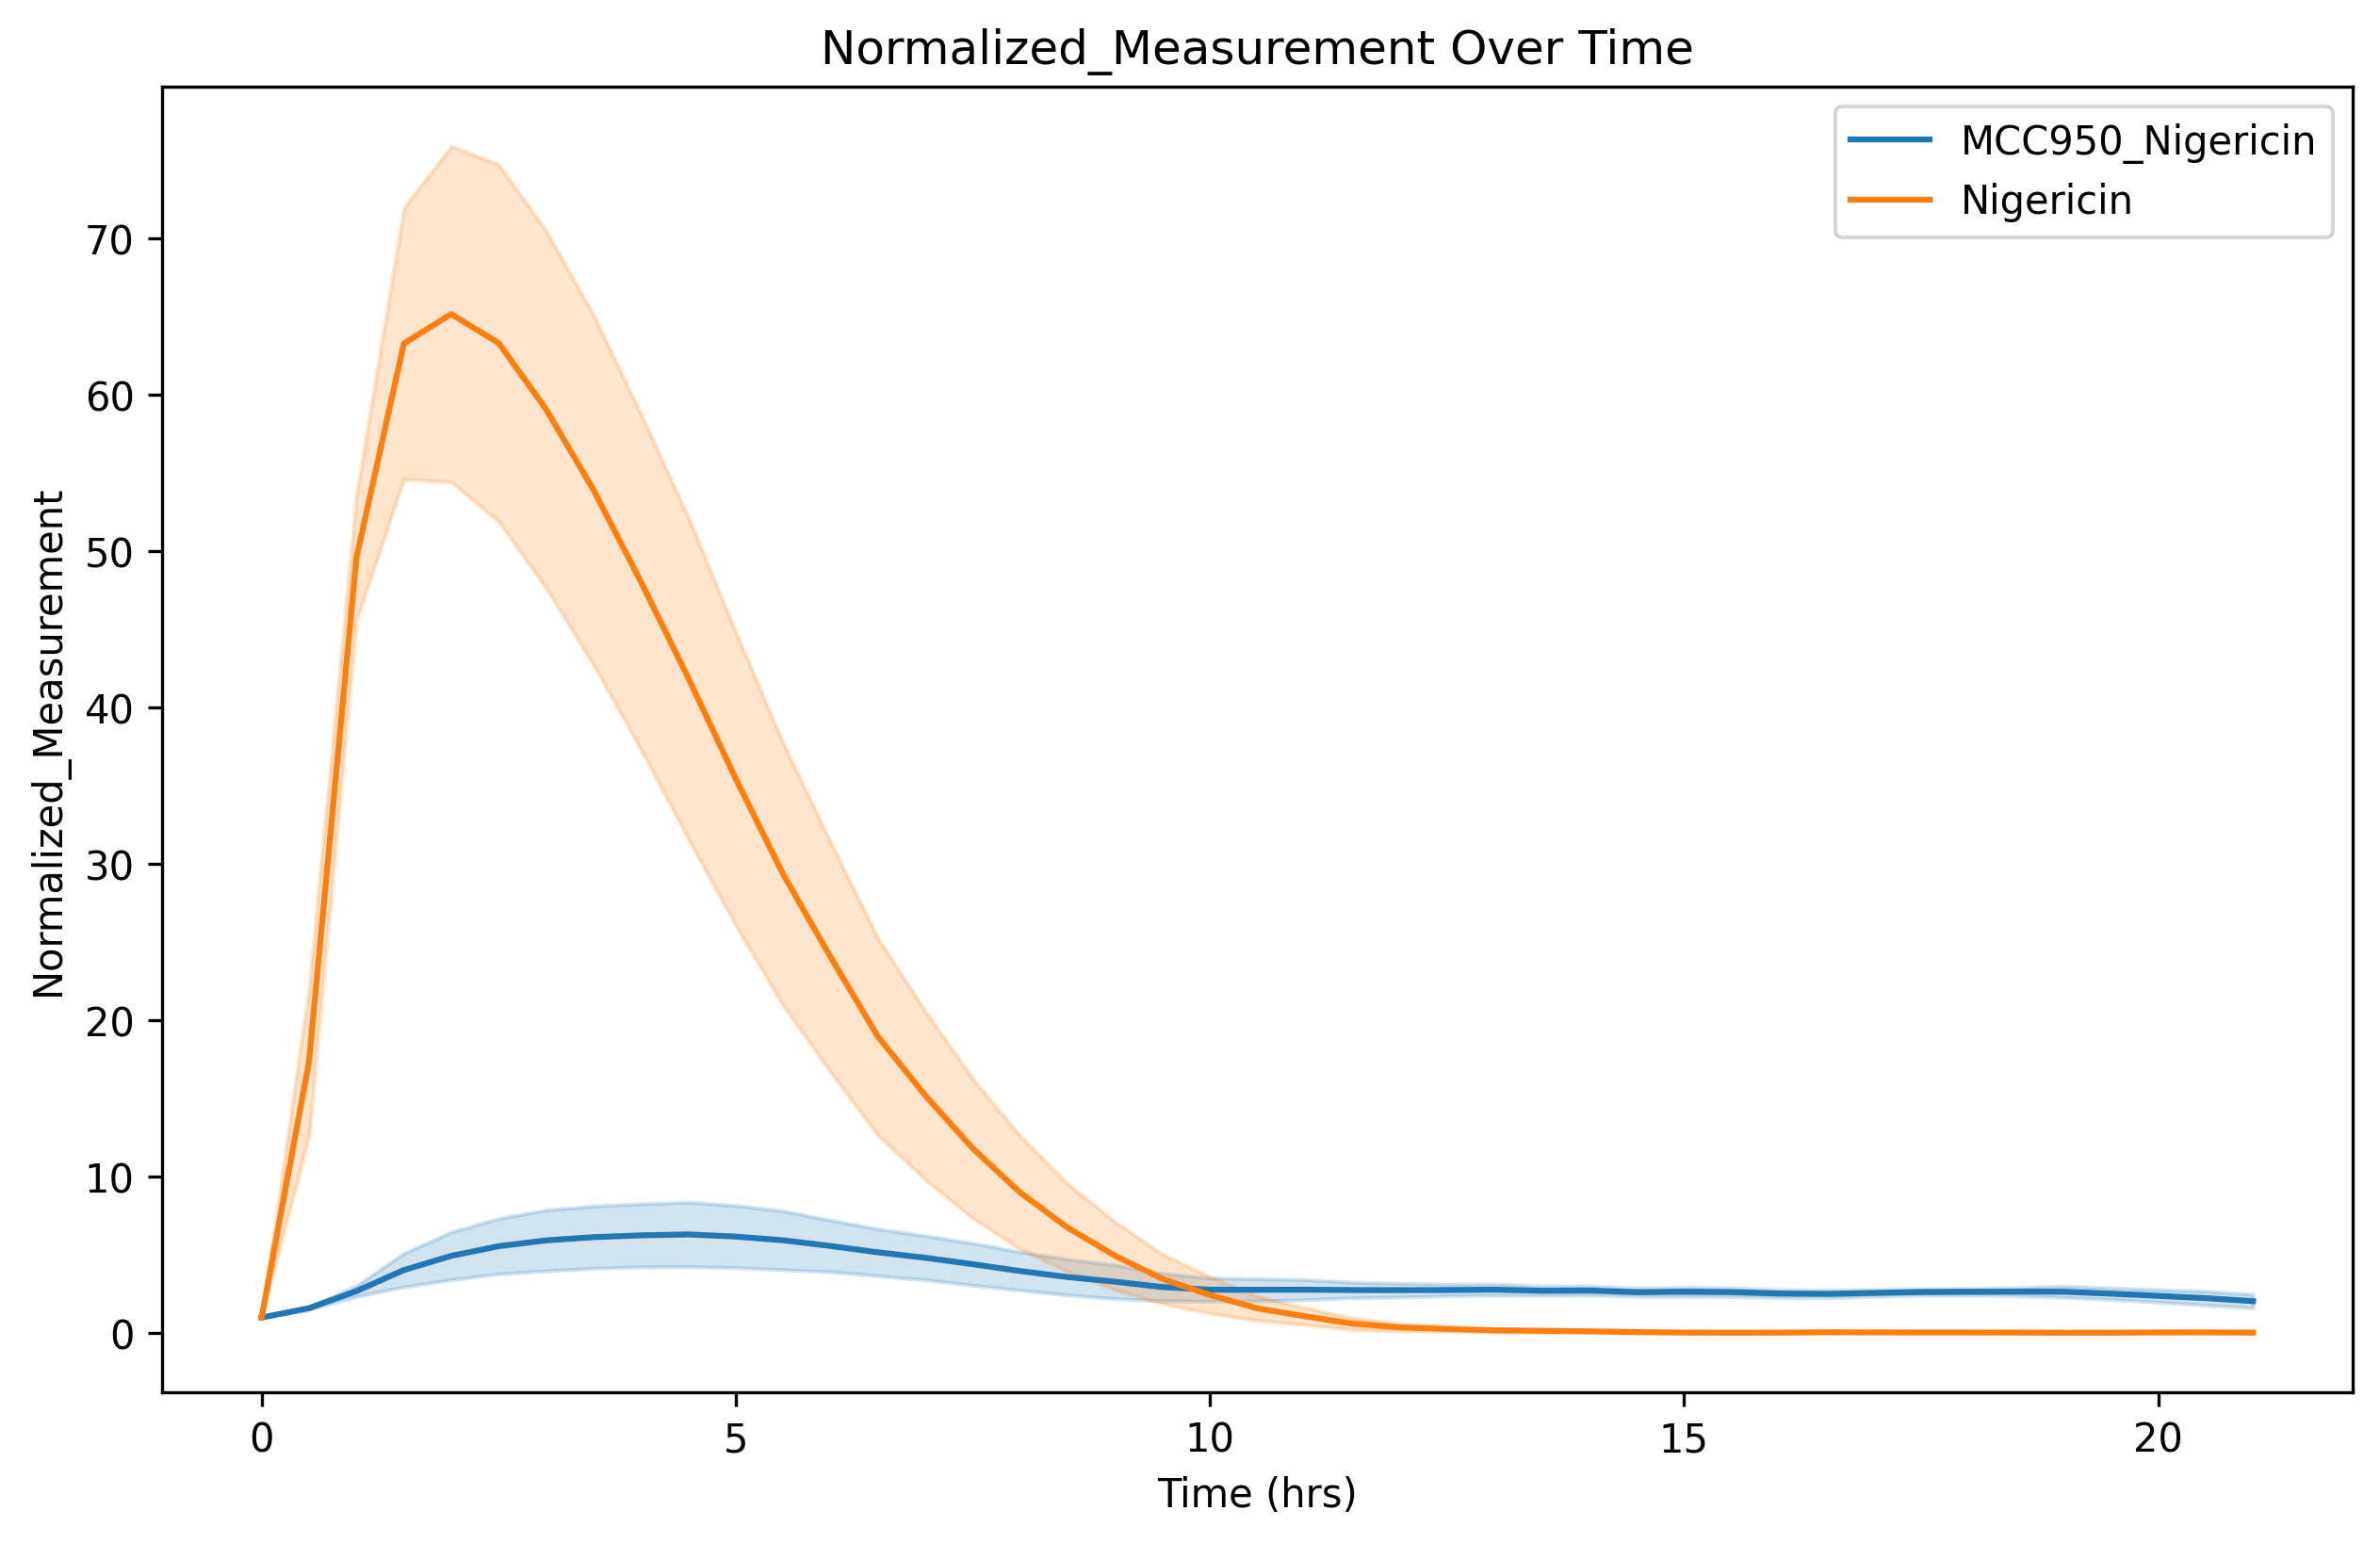 Normalized_Measurement Over Time
MCC950_Nigericin
Nigericin
Normalized_Measurement
70
60
50
40
30
20
10
0
0 5 10 15 20
Time (hrs)